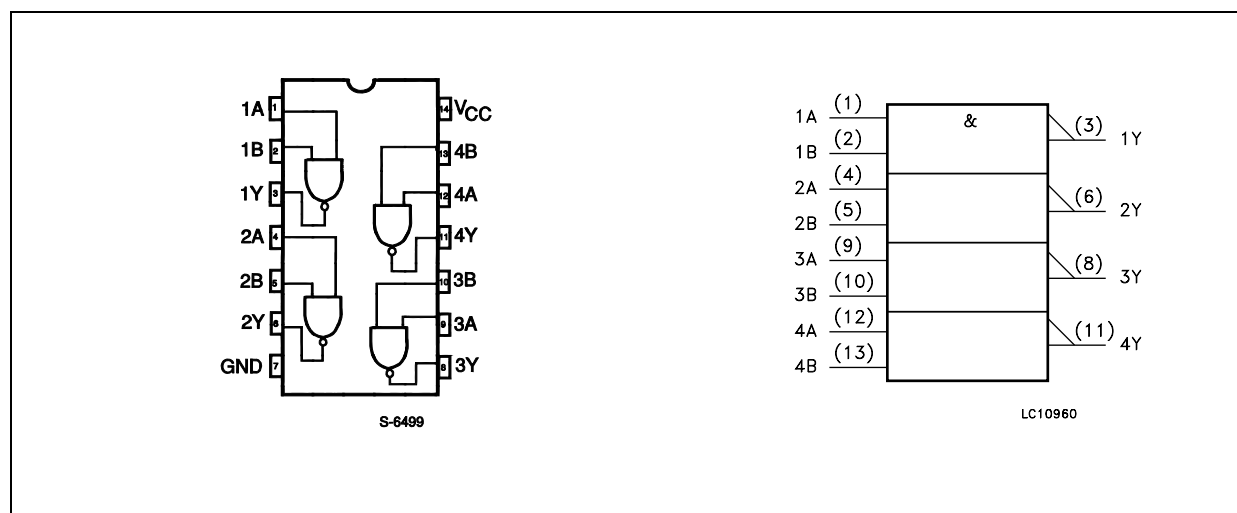 1A 1 14 VCC
1B 2 13 4B
1Y 3 12 4A
2A 4 11 4Y
2B 5 10 3B
2Y 6 9 3A
GND 7 8 3Y
S-6499
&
1A (1) (3) 1Y
1B (2)
2A (4) (6) 2Y
2B (5)
3A (9) (8) 3Y
3B (10)
4A (12) (11) 4Y
4B (13)
LC10960